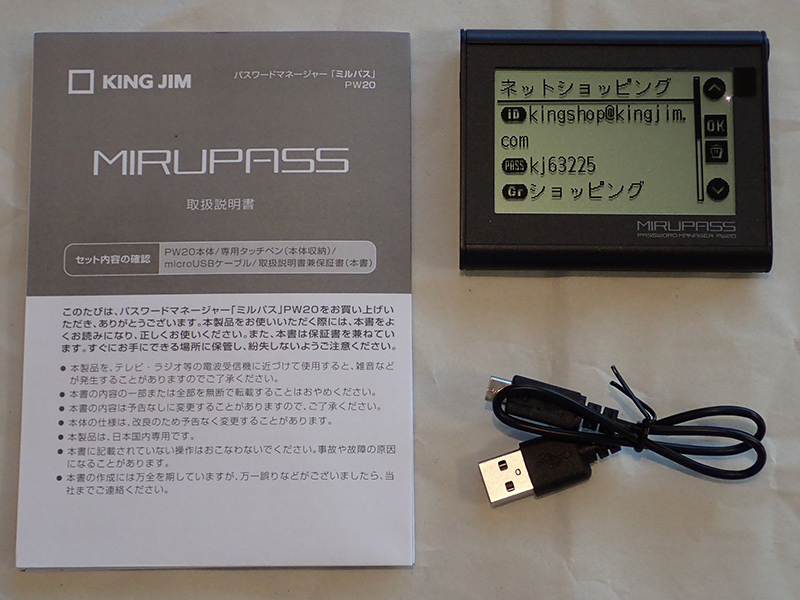 KING JIM
パスワードマネージャー「ミルパス」
PW20
MIRUPASS
取扱説明書
セット内容の確認
PW20本体/専用タッチペン(本体収納)/
microUSBケーブル/取扱説明書兼保証書(本書)
このたびは、パスワードマネージャー「ミルパス」PW20をお買い上げい
ただき、ありがとうございます。本製品をお使いいただく際には、本書をよ
くお読みになり、正しくお使いください。また、本書は保証書を兼ねていま
す。すぐにお手にできる場所に保管し、紛失しないようご注意ください。
● 本製品を、テレビ・ラジオ等の電波受信機に近づけて使用すると、雑音など
が発生することがありますのでご了承ください。
● 本書の内容の一部または全部を無断で転載することはおやめください。
● 本書の内容は予告なしに変更することがありますので、ご了承ください。
● 本体の仕様は、改良のため予告なく変更することがあります。
● 本製品は、日本国内専用です。
● 本書に記載されていない操作はおこなわないでください。事故や故障の原因
になることがあります。
● 本書の作成には万全を期していますが、万一誤りなどがございましたら、当
社までご連絡ください。
ネットショッピング
ID kingshop@kingjim.
com
PASS kj63225
Gr ショッピング
OK
MIRUPASS
PASSWORD MANAGER PW20